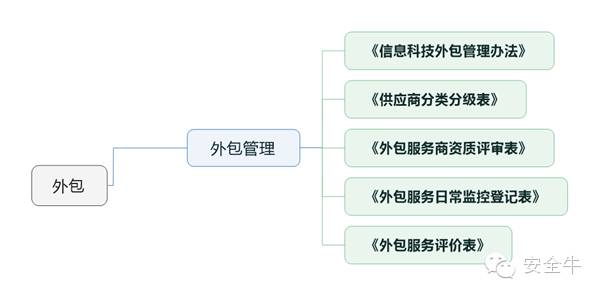 《信息科技外包管理办法》
《供应商分类分级表》
外包管理
《外包服务商资质评审表》
外包
《外包服务日常监控登记表》
《外包服务评价表》
安全牛